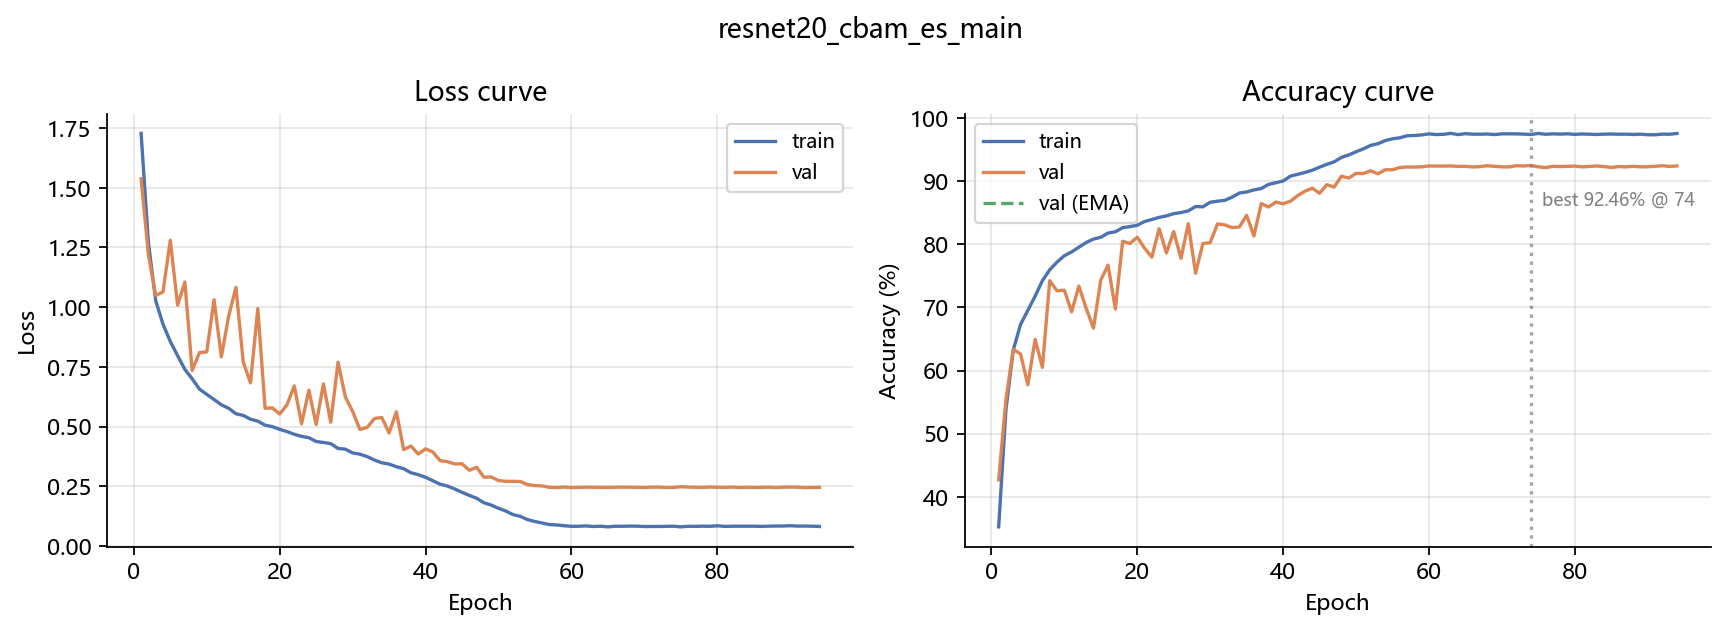 resnet20_cbam_es_main
Loss curve
1.75
1.50
1.25
1.00
0.75
0.50
0.25
0.00
Loss
0 20 40 60 80
Epoch
train
val
Accuracy curve
100
90
80
70
60
50
40
Accuracy (%)
0 20 40 60 80
Epoch
train
val
val (EMA)
best 92.46% @ 74